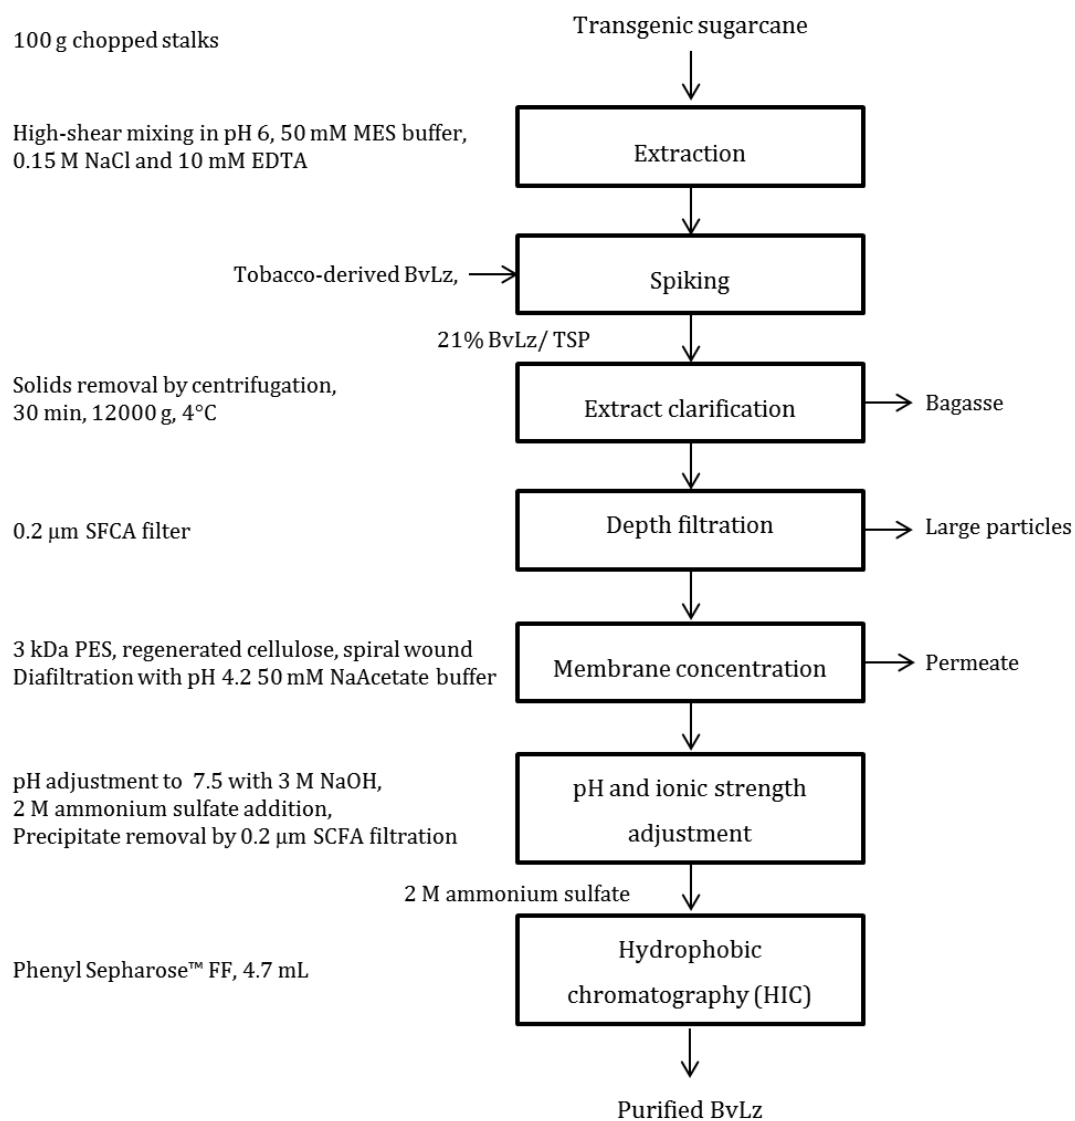 100 g chopped stalks
Transgenic sugarcane
High-shear mixing in pH 6, 50 mM MES buffer,
0.15 M NaCl and 10 mM EDTA
Extraction
Tobacco-derived BvLz,
Spiking
21% BvLz/ TSP
Solids removal by centrifugation,
30 min, 12000 g, 4°C
Extract clarification
Bagasse
0.2 μm SFCA filter
Depth filtration
Large particles
3 kDa PES, regenerated cellulose, spiral wound
Diafiltration with pH 4.2 50 mM NaAcetate buffer
Membrane concentration
Permeate
pH adjustment to 7.5 with 3 M NaOH,
2 M ammonium sulfate addition,
Precipitate removal by 0.2 μm SCFA filtration
pH and ionic strength
adjustment
2 M ammonium sulfate
Phenyl Sepharose™ FF, 4.7 mL
Hydrophobic
chromatography (HIC)
Purified BvLz